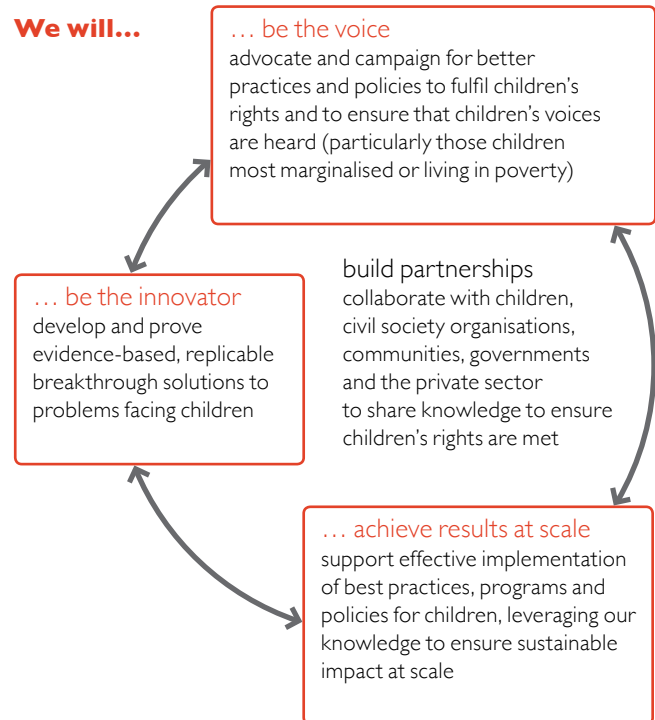 We will...
… be the voice
advocate and campaign for better
practices and policies to fulfil children’s
rights and to ensure that children’s voices
are heard (particularly those children
most marginalised or living in poverty)
… be the innovator
develop and prove
evidence-based, replicable
breakthrough solutions to
problems facing children
build partnerships
collaborate with children,
civil society organisations,
communities, governments
and the private sector
to share knowledge to ensure
children’s rights are met
… achieve results at scale
support effective implementation
of best practices, programs and
policies for children, leveraging our
knowledge to ensure sustainable
impact at scale